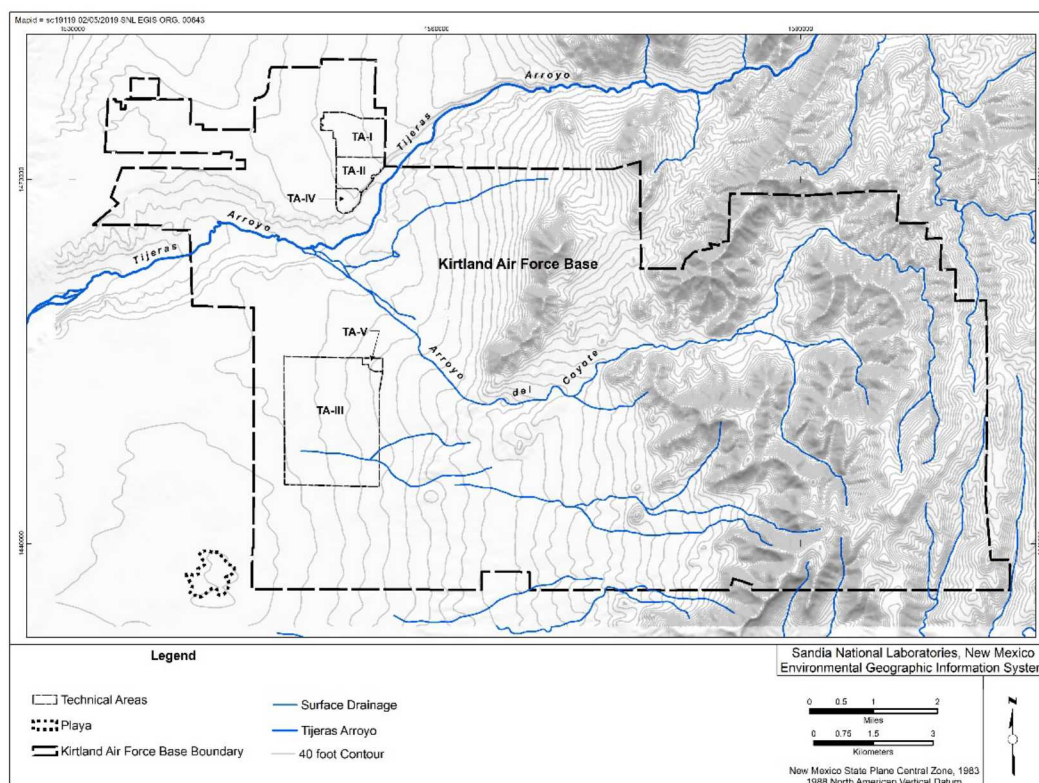 Mapid = sc19119 02/05/2019 SNL EGIS ORG. 00643
Arroyo
Tijeras
TA-I
TA-II
TA-IV
Arroyo
Tijeras
Kirtland Air Force Base
TA-V
Arroyo
del
Coyote
TA-III
Legend
Technical Areas
Playa
Kirtland Air Force Base Boundary
Surface Drainage
Tijeras Arroyo
40 foot Contour
Sandia National Laboratories, New Mexico
Environmental Geographic Information System
0 0.5 1 2
Miles
0 0.75 1.5 3
Kilometers
N
New Mexico State Plane Central Zone, 1983
1988 North American Vertical Datum